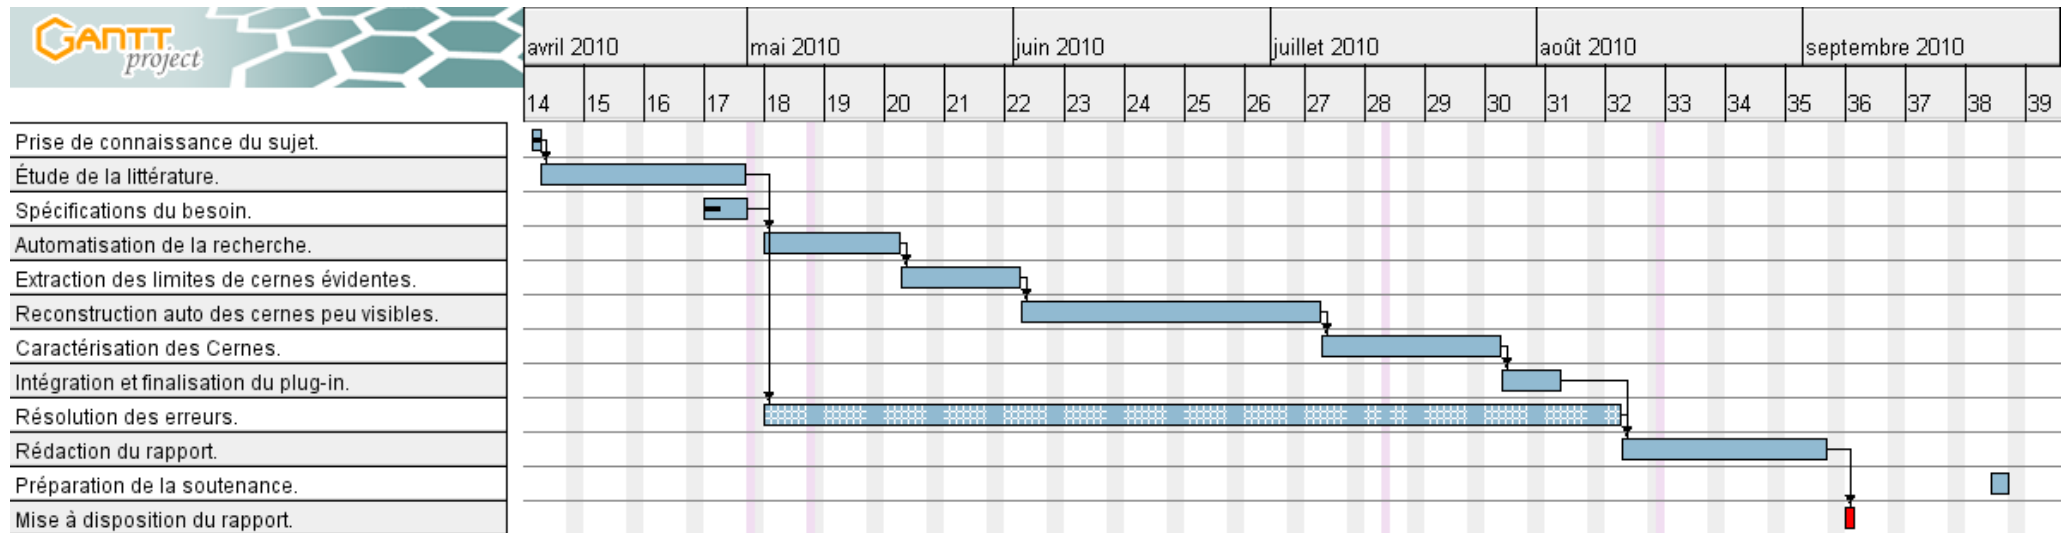 GANTT
project
avril 2010 mai 2010 juin 2010 juillet 2010 août 2010 septembre 2010
14 15 16 17 18 19 20 21 22 23 24 25 26 27 28 29 30 31 32 33 34 35 36 37 38 39
Prise de connaissance du sujet.
Étude de la littérature.
Spécifications du besoin.
Automatisation de la recherche.
Extraction des limites de cernes évidentes.
Reconstruction auto des cernes peu visibles.
Caractérisation des Cernes.
Intégration et finalisation du plug-in.
Résolution des erreurs.
Rédaction du rapport.
Préparation de la soutenance.
Mise à disposition du rapport.